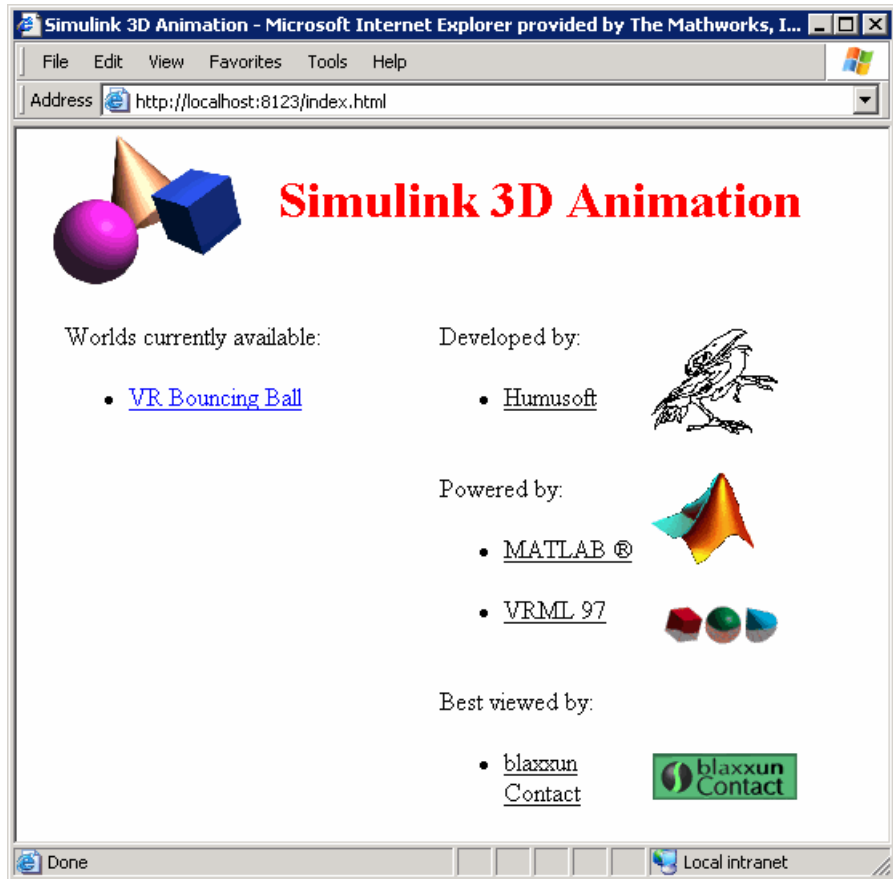 Simulink 3D Animation - Microsoft Internet Explorer provided by The Mathworks, I...
File Edit View Favorites Tools Help
Address http://localhost:8123/index.html
Simulink 3D Animation
Worlds currently available:
• VR Bouncing Ball
Developed by:
• Humusoft
Powered by:
• MATLAB ®
• VRML 97
Best viewed by:
• blaxxun
Contact
blaxxun
Contact
Done
Local intranet